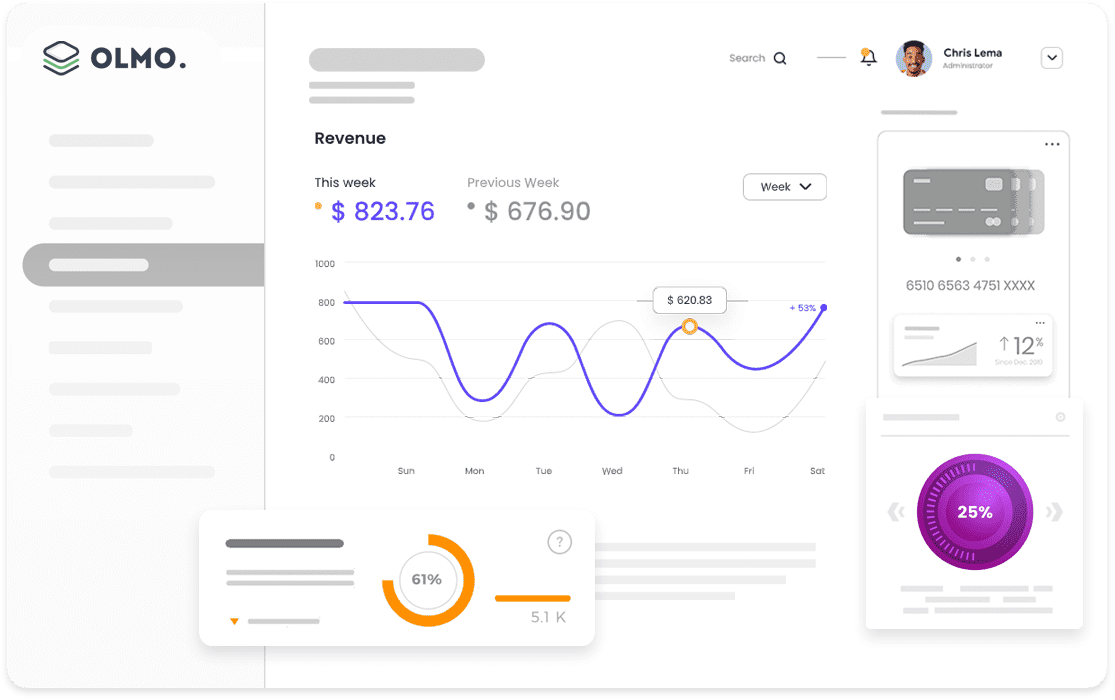 OLMO.
Search
Chris Lema
Administrator
Revenue
This week
Previous Week
$ 823.76
$ 676.90
Week
1000
800
600
400
200
0
$ 620.83
+ 53%
Sun Mon Tue Wed Thu Fri Sat
6510 6563 4751 XXXX
12%
Since Dec, 2019
25%
61%
?
5.1 K